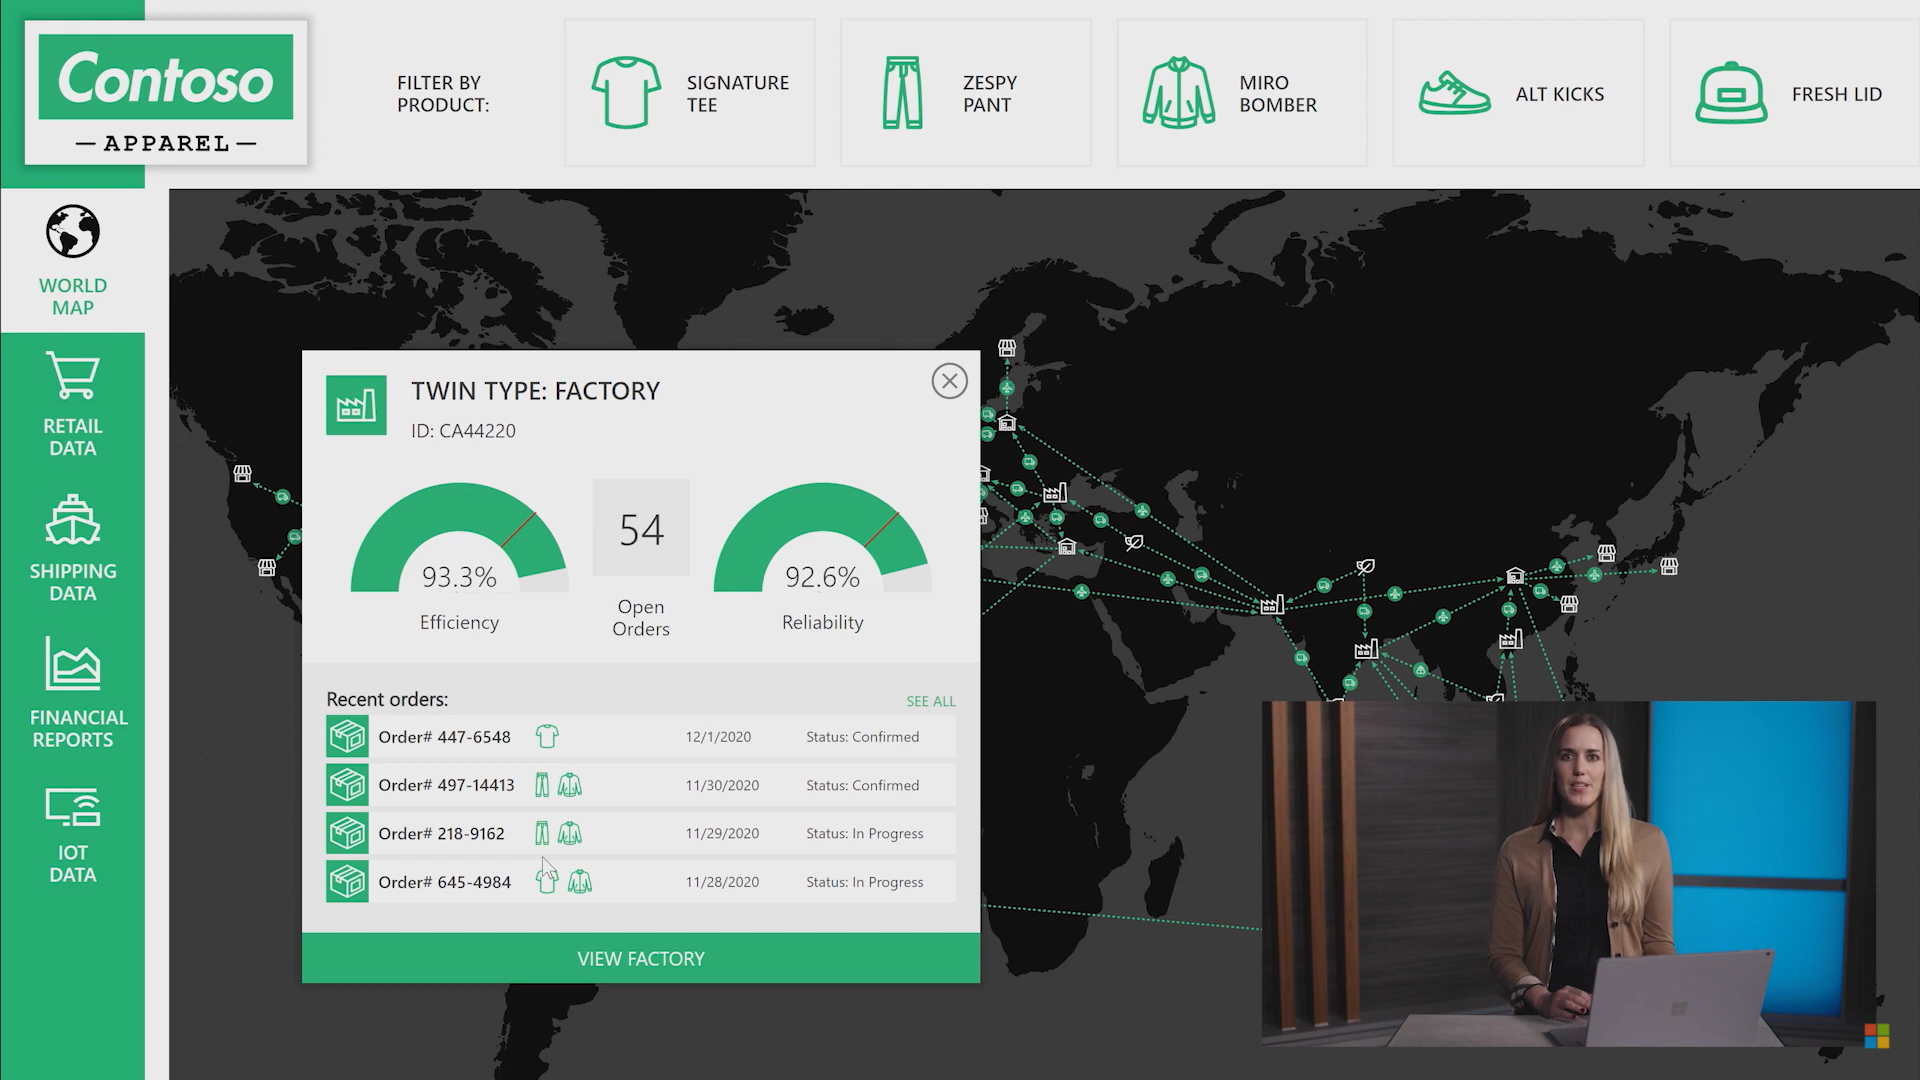 Contoso
— APPAREL —
FILTER BY
PRODUCT:
SIGNATURE
TEE
ZESPY
PANT
MIRO
BOMBER
ALT KICKS
FRESH LID
WORLD
MAP
RETAIL
DATA
SHIPPING
DATA
FINANCIAL
REPORTS
IOT
DATA
TWIN TYPE: FACTORY
ID: CA44220
93.3%
Efficiency
54
Open
Orders
92.6%
Reliability
Recent orders:
SEE ALL
Order# 447-6548 12/1/2020 Status: Confirmed
Order# 497-14413 11/30/2020 Status: Confirmed
Order# 218-9162 11/29/2020 Status: In Progress
Order# 645-4984 11/28/2020 Status: In Progress
VIEW FACTORY